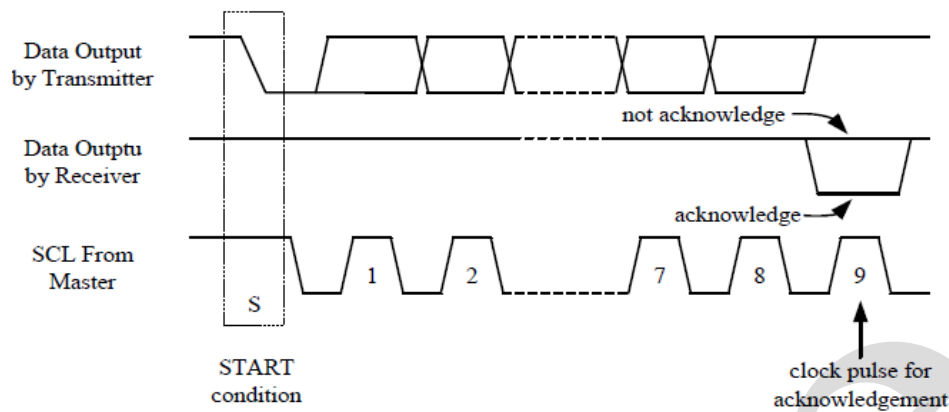 Data Output
by Transmitter
not acknowledge
Data Outptu
by Receiver
acknowledge
SCL From
Master
1
2
7
8
9
S
START
condition
clock pulse for
acknowledgement